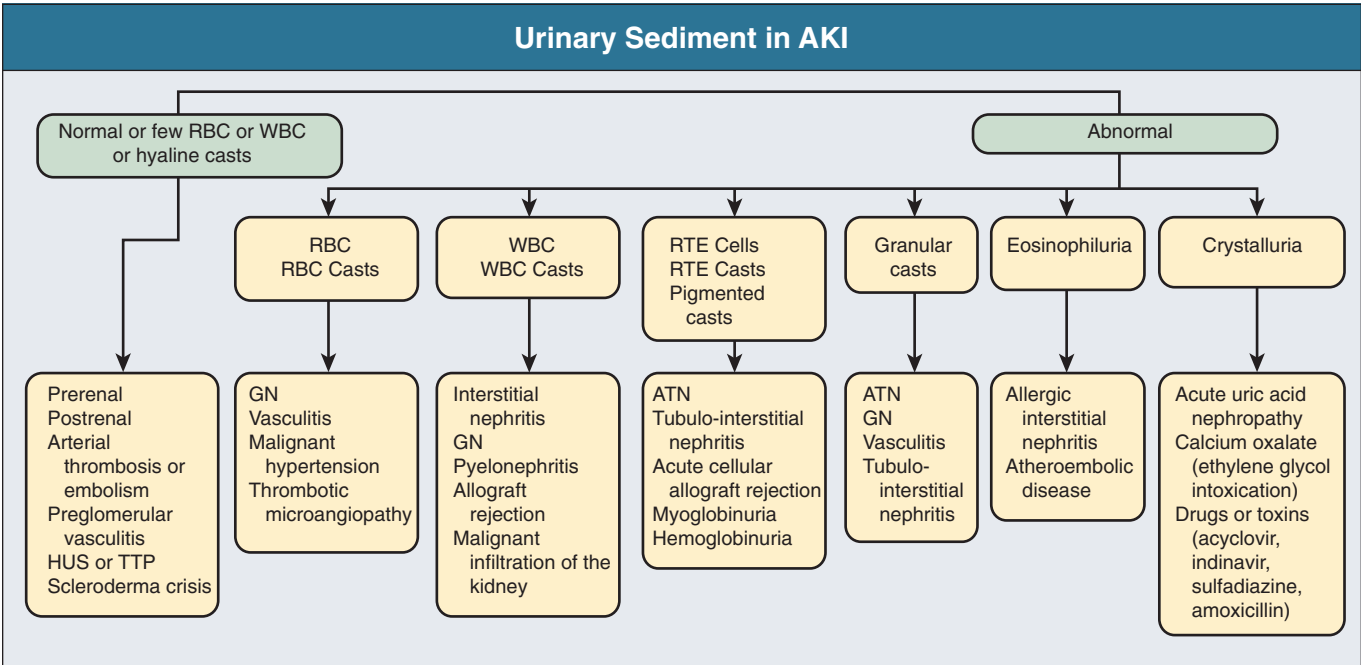 Urinary Sediment in AKI
Normal or few RBC or WBC
or hyaline casts
Abnormal
RBC
RBC Casts
WBC
WBC Casts
RTE Cells
RTE Casts
Pigmented
casts
Granular
casts
Eosinophiluria
Crystalluria
Prerenal
Postrenal
Arterial
thrombosis or
embolism
Preglomerular
vasculitis
HUS or TTP
Scleroderma crisis
GN
Vasculitis
Malignant
hypertension
Thrombotic
microangiopathy
Interstitial
nephritis
GN
Pyelonephritis
Allograft
rejection
Malignant
infiltration of the
kidney
ATN
Tubulo-interstitial
nephritis
Acute cellular
allograft rejection
Myoglobinuria
Hemoglobinuria
ATN
GN
Vasculitis
Tubulo-
interstitial
nephritis
Allergic
interstitial
nephritis
Atheroembolic
disease
Acute uric acid
nephropathy
Calcium oxalate
(ethylene glycol
intoxication)
Drugs or toxins
(acyclovir,
indinavir,
sulfadiazine,
amoxicillin)